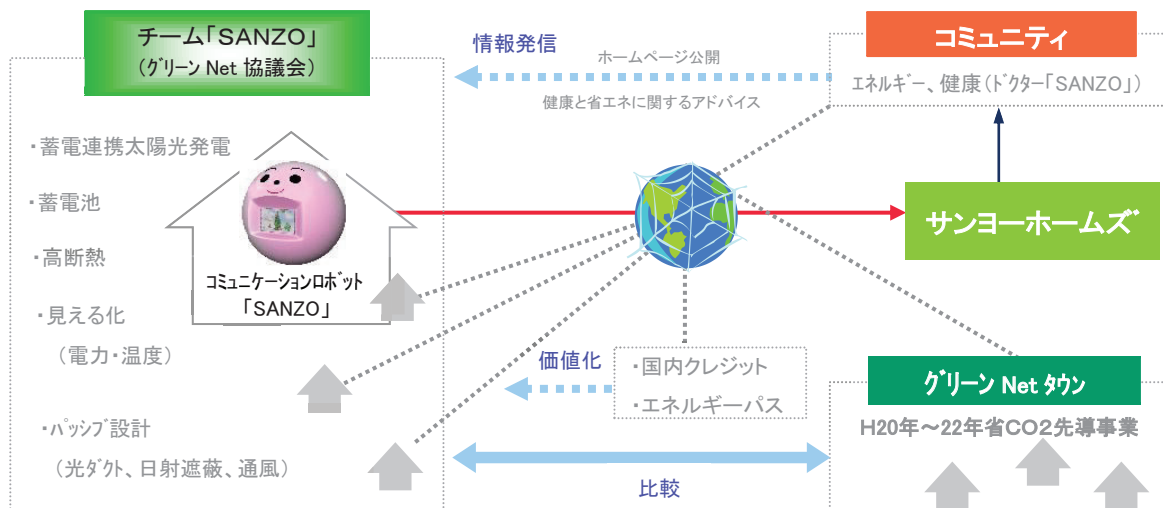 チーム「SANZO」
（グリーン Net 協議会）
・蓄電連携太陽光発電
・蓄電池
・高断熱
・見える化
（電力・温度）
・パッシブ設計
（光ダクト、日射遮蔽、通風）
コミュニケーションロボット
「SANZO」
情報発信
ホームページ公開
健康と省エネに関するアドバイス
コミュニティ
エネルギー、健康（ドクター「SANZO」）
サンヨーホームズ
価値化
・国内クレジット
・エネルギーパス
比較
グリーン Net タウン
H20年～22年省CO2先導事業